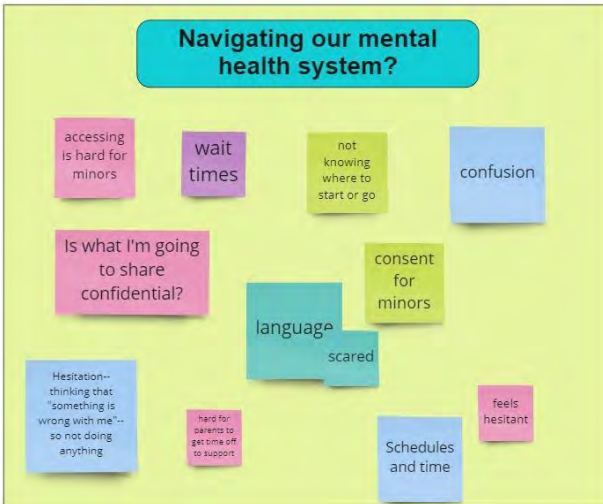 Navigating our mental
health system?
accessing
is hard for
minors
wait
times
not
knowing
where to
start or go
confusion
Is what I'm going
to share
confidential?
consent
for
minors
language
scared
Hesitation--
thinking that
"something is
wrong with me"--
so not doing
anything
hard for
parents to
get time off
to support
Schedules
and time
feels
hesitant